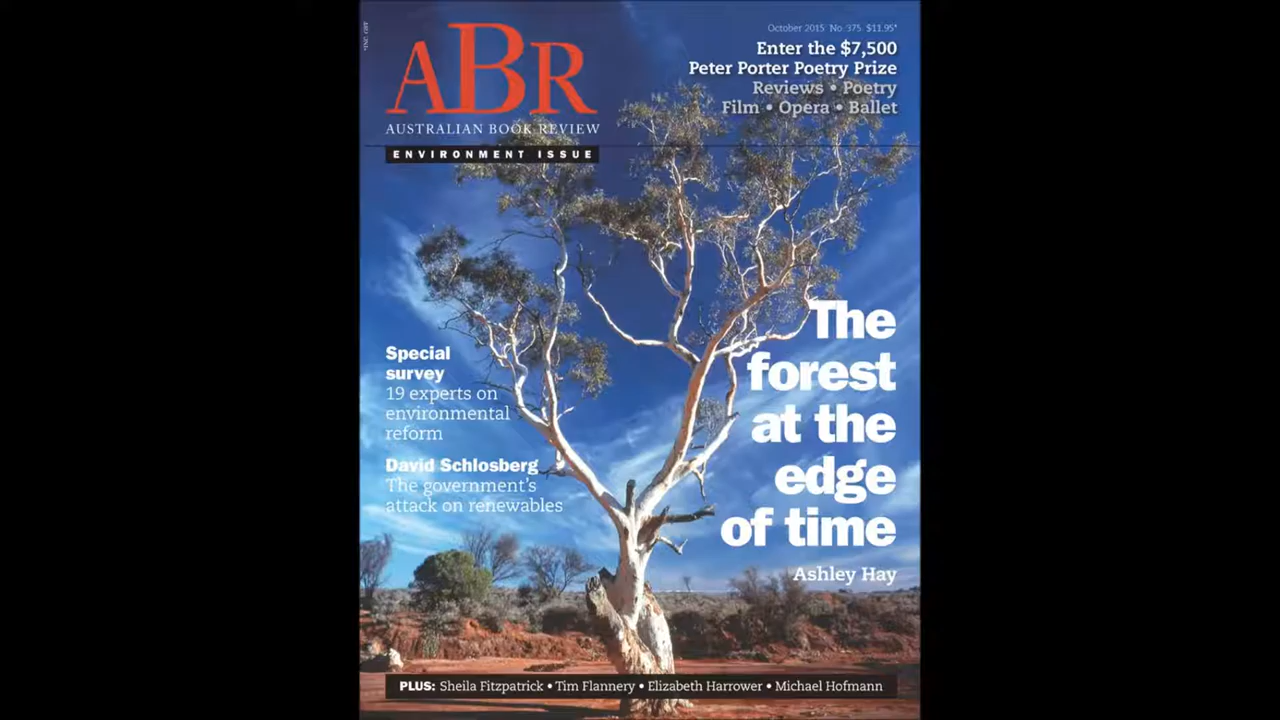 October 2015 No. 375 $11.95*
*INC GST
ABR
AUSTRALIAN BOOK REVIEW
ENVIRONMENT ISSUE
Enter the $7,500
Peter Porter Poetry Prize
Reviews • Poetry
Film • Opera • Ballet
The
forest
at the
edge
of time
Ashley Hay
Special
survey
19 experts on
environmental
reform
David Schlosberg
The government's
attack on renewables
PLUS: Sheila Fitzpatrick • Tim Flannery • Elizabeth Harrower • Michael Hofmann